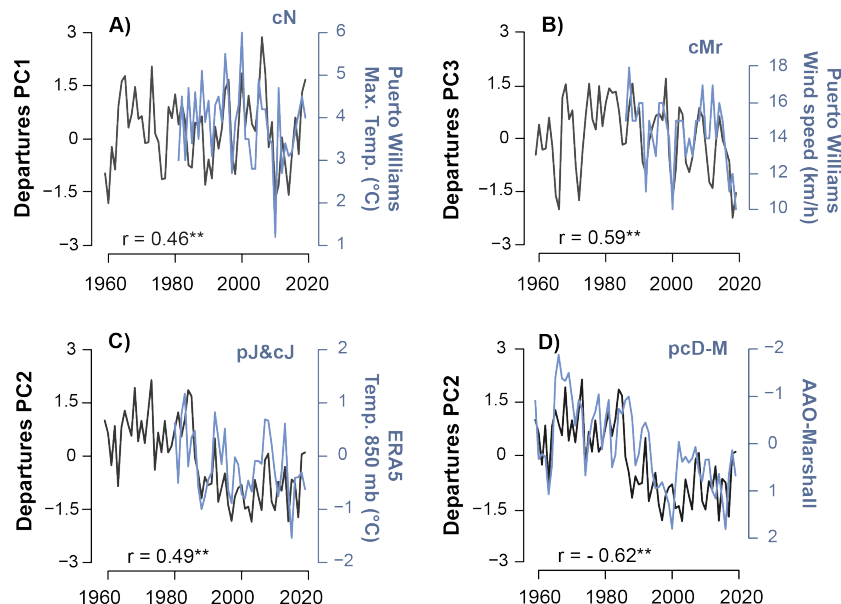 A)
cN
Departures PC1
3
1.5
0
−1.5
−3
6
5
4
3
2
1
Puerto Williams
Max. Temp. (°C)
r = 0.46**
1960
1980
2000
2020
B)
cMr
Departures PC3
3
1.5
0
−1.5
−3
18
16
14
12
10
Puerto Williams
Wind speed (km/h)
r = 0.59**
1960
1980
2000
2020
C)
pJ&cJ
Departures PC2
3
1.5
0
−1.5
−3
2
1
0
−1
−2
ERA5
Temp. 850 mb (°C)
r = 0.49**
1960
1980
2000
2020
D)
pcD-M
Departures PC2
3
1.5
0
−1.5
−3
−2
−1
0
1
2
AAO-Marshall
r = - 0.62**
1960
1980
2000
2020